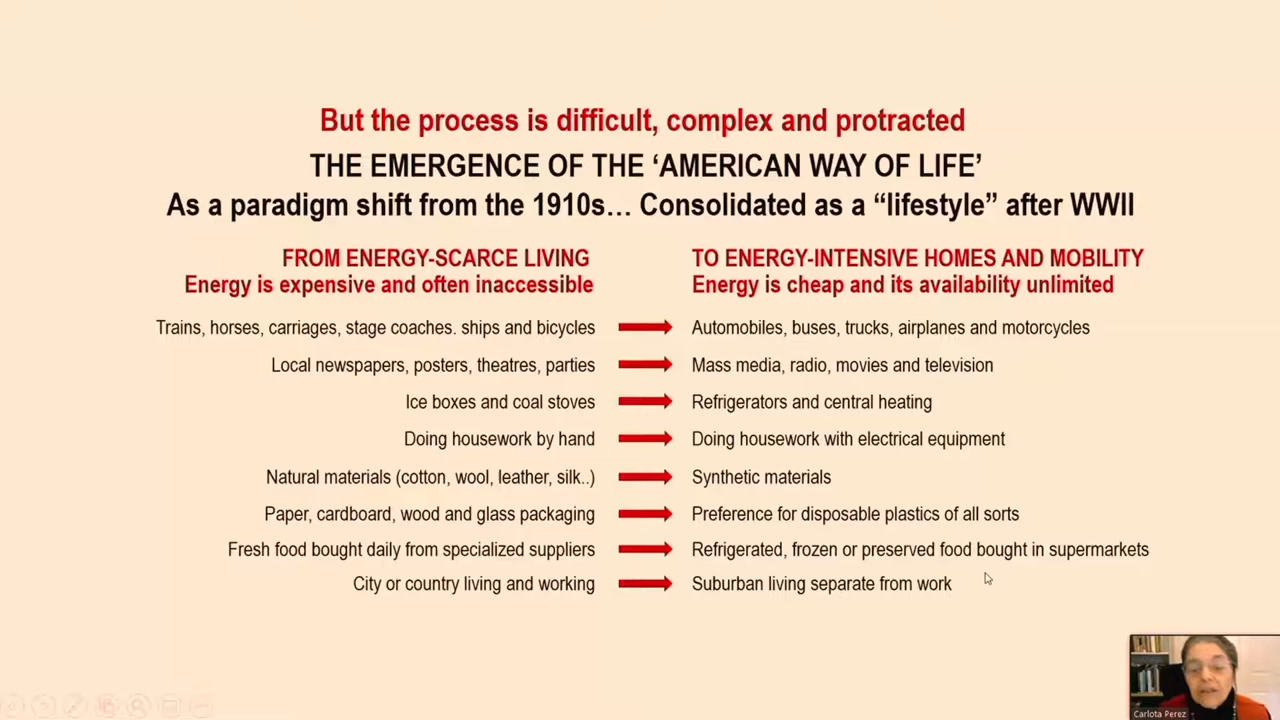 But the process is difficult, complex and protracted
THE EMERGENCE OF THE ‘AMERICAN WAY OF LIFE’
As a paradigm shift from the 1910s… Consolidated as a “lifestyle” after WWII
FROM ENERGY-SCARCE LIVING
Energy is expensive and often inaccessible
TO ENERGY-INTENSIVE HOMES AND MOBILITY
Energy is cheap and its availability unlimited
Trains, horses, carriages, stage coaches. ships and bicycles
Automobiles, buses, trucks, airplanes and motorcycles
Local newspapers, posters, theatres, parties
Mass media, radio, movies and television
Ice boxes and coal stoves
Refrigerators and central heating
Doing housework by hand
Doing housework with electrical equipment
Natural materials (cotton, wool, leather, silk..)
Synthetic materials
Paper, cardboard, wood and glass packaging
Preference for disposable plastics of all sorts
Fresh food bought daily from specialized suppliers
Refrigerated, frozen or preserved food bought in supermarkets
City or country living and working
Suburban living separate from work
Carlota Perez